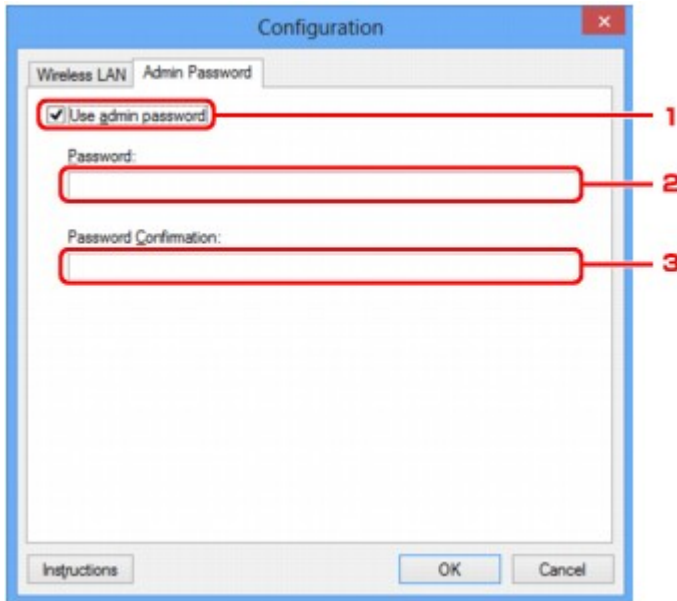 Configuration
Wireless LAN Admin Password
Use admin password 1
Password:
2
Password Confirmation:
3
Instructions OK Cancel